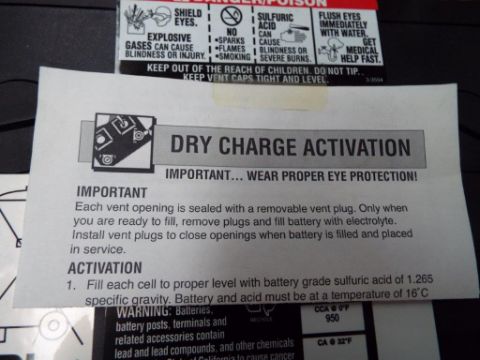 DANGER/POISON
SHIELD
EYES.
EXPLOSIVE
GASES CAN CAUSE
BLINDNESS OR INJURY.
NO
•SPARKS
•FLAMES
•SMOKING
SULFURIC
ACID
CAN
CAUSE
BLINDNESS OR
SEVERE BURNS.
FLUSH EYES
IMMEDIATELY
WITH WATER.
GET
MEDICAL
HELP FAST.
KEEP OUT OF THE REACH OF CHILDREN. DO NOT TIP.
KEEP VENT CAPS TIGHT AND LEVEL.
DRY CHARGE ACTIVATION
IMPORTANT... WEAR PROPER EYE PROTECTION!
IMPORTANT
Each vent opening is sealed with a removable vent plug. Only when
you are ready to fill, remove plugs and fill battery with electrolyte.
Install vent plugs to close openings when battery is filled and placed
in service.
ACTIVATION
1. Fill each cell to proper level with battery grade sulfuric acid of 1.265
specific gravity. Battery and acid must be at a temperature of 16°C
WARNING: Batteries,
battery posts, terminals and
related accessories contain
lead and lead compounds, and other chemicals
of California to cause cancer
CCA @ 0°F
950
CA @ 32°F